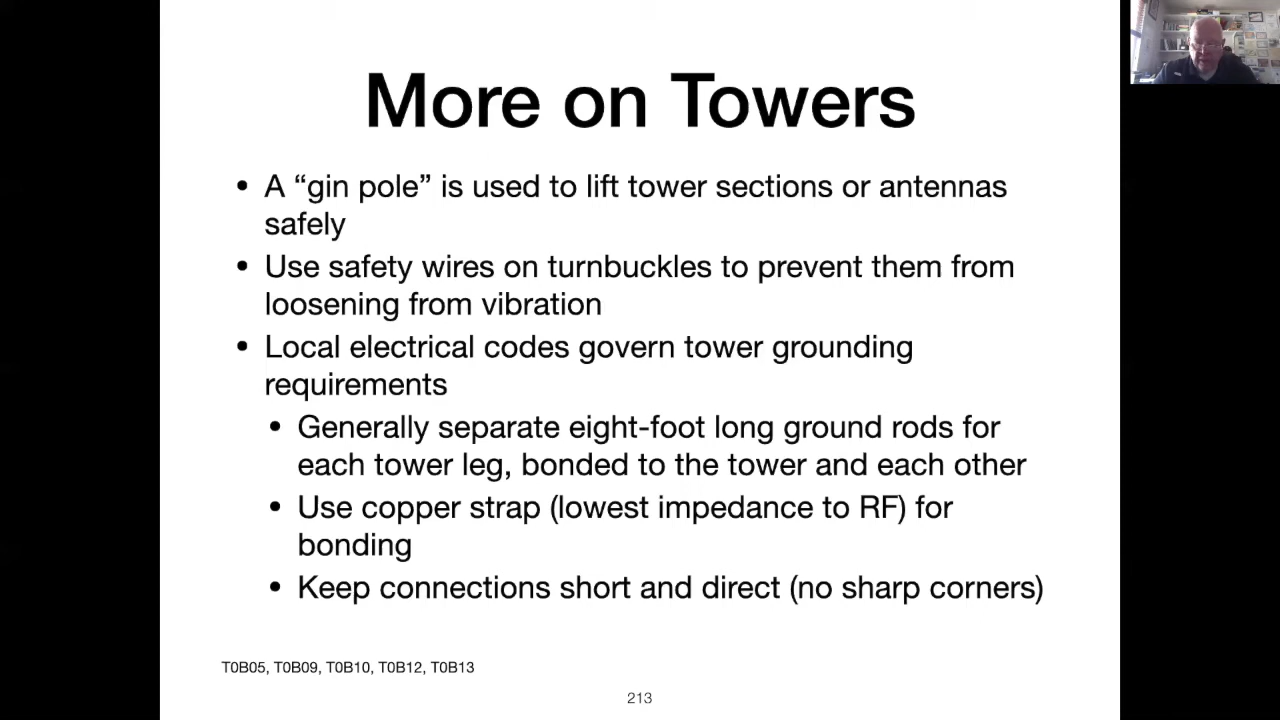 More on Towers
• A “gin pole” is used to lift tower sections or antennas
safely
• Use safety wires on turnbuckles to prevent them from
loosening from vibration
• Local electrical codes govern tower grounding
requirements
• Generally separate eight-foot long ground rods for
each tower leg, bonded to the tower and each other
• Use copper strap (lowest impedance to RF) for
bonding
• Keep connections short and direct (no sharp corners)
T0B05, T0B09, T0B10, T0B12, T0B13
213